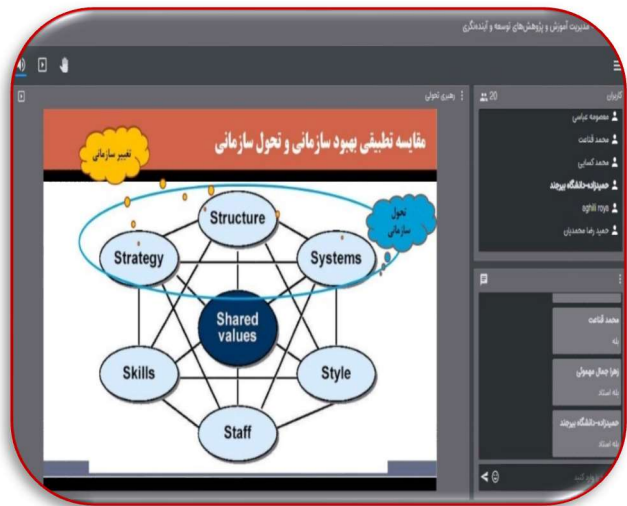 مدیریت آموزش و پژوهش‌های توسعه و آینده‌نگری
رهبری تحولی
مقایسه تطبیقی بهبود سازمانی و تحول سازمانی
تغییر سازمانی
تحول
سازمانی
Structure
Strategy
Systems
Shared
values
Skills
Style
Staff
کاربران
20
معصومه عباسی
محمد قناعت
محمد کسایی
حمیدزاده-دانشگاه بیرجند
aghili roya
حمید رضا محمدیان
محمد قناعت
بله
زهرا جمال مهموئی
بله استاد
حمیدزاده-دانشگاه بیرجند
بله استاد